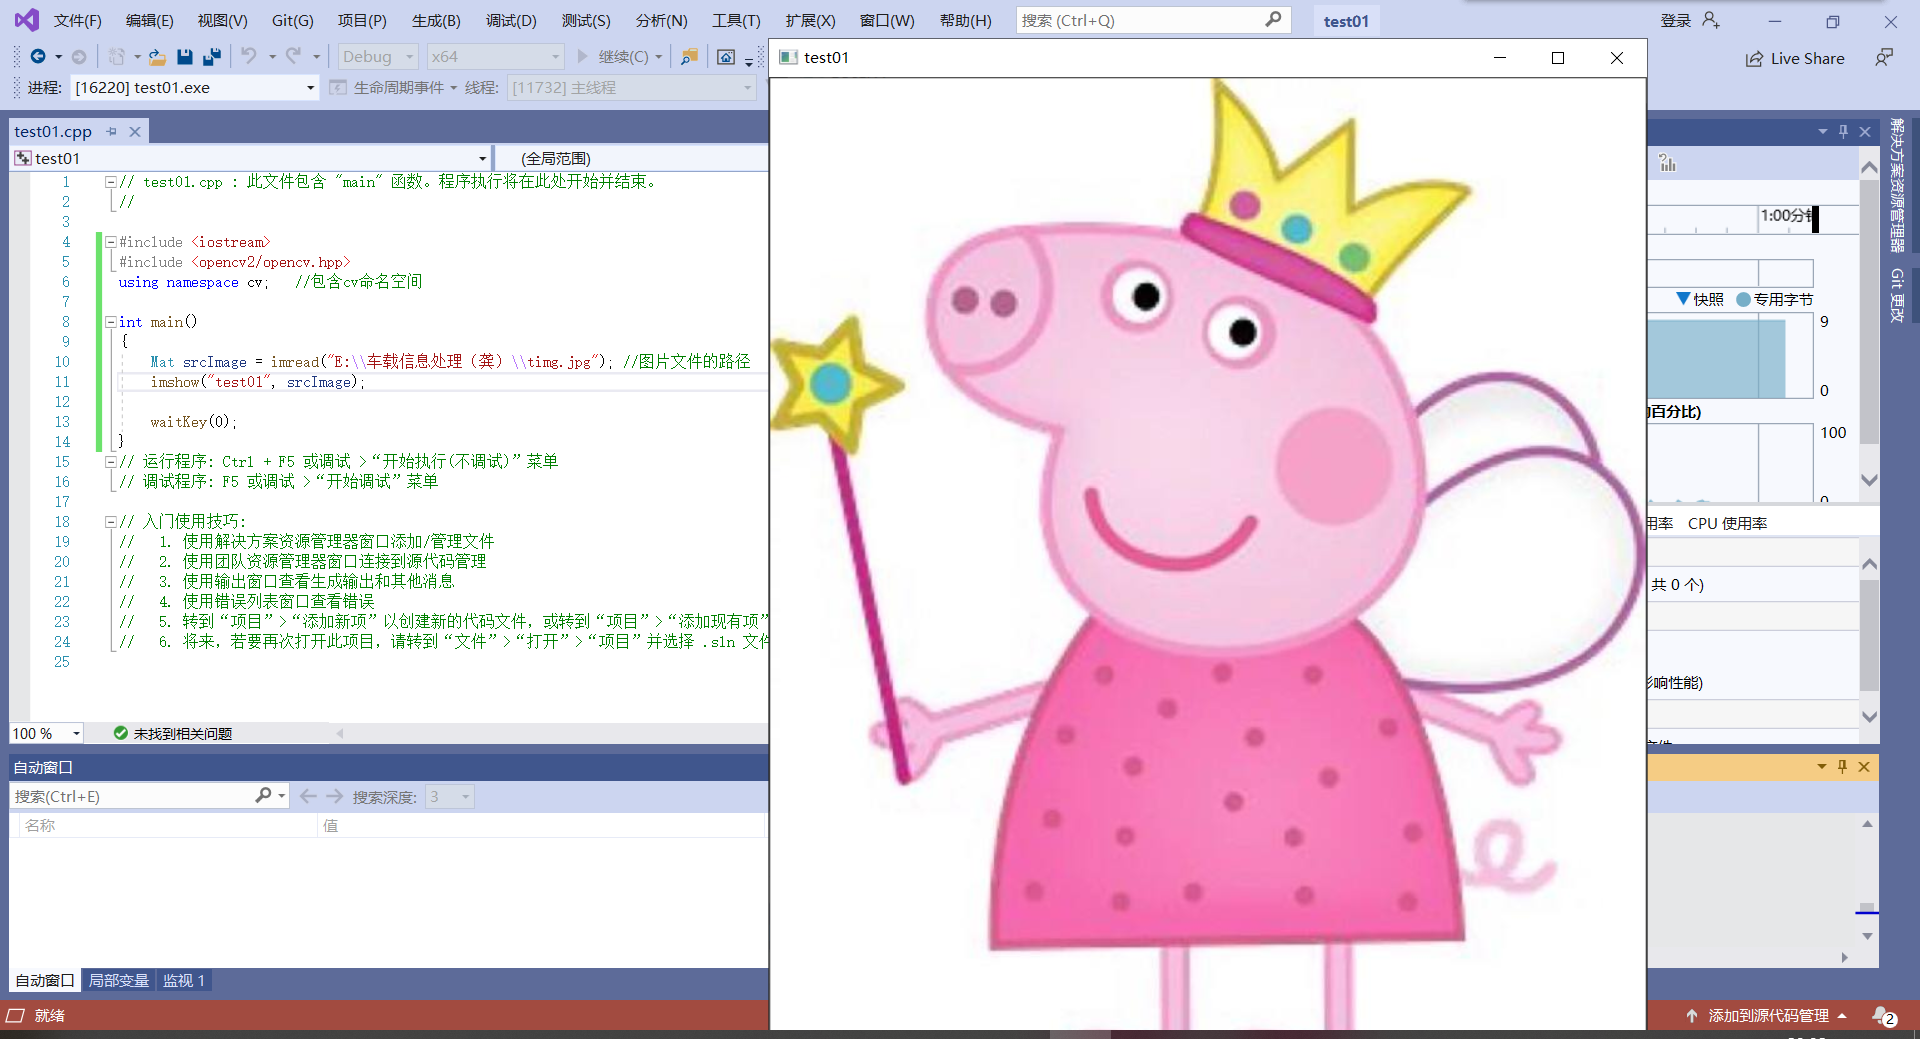 文件(F) 编辑(E) 视图(V) Git(G) 项目(P) 生成(B) 调试(D) 测试(S) 分析(N) 工具(T) 扩展(X) 窗口(W) 帮助(H) 搜索 (Ctrl+Q) test01 登录
Debug x64 继续(C) Live Share
进程: [16220] test01.exe 生命周期事件 线程: [11732] 主线程
test01
test01.cpp
test01 (全局范围)
1 // test01.cpp : 此文件包含 "main" 函数。程序执行将在此处开始并结束。
2 //
3
4 #include <iostream>
5 #include <opencv2/opencv.hpp>
6 using namespace cv; //包含cv命名空间
7
8 int main()
9 {
10 Mat srcImage = imread("E:\\车载信息处理（龚）\\timg.jpg"); //图片文件的路径
11 imshow("test01", srcImage);
12
13 waitKey(0);
14 }
15 // 运行程序: Ctrl + F5 或调试 >“开始执行(不调试)”菜单
16 // 调试程序: F5 或调试 >“开始调试”菜单
17
18 // 入门使用技巧:
19 // 1. 使用解决方案资源管理器窗口添加/管理文件
20 // 2. 使用团队资源管理器窗口连接到源代码管理
21 // 3. 使用输出窗口查看生成输出和其他消息
22 // 4. 使用错误列表窗口查看错误
23 // 5. 转到“项目”>“添加新项”以创建新的代码文件，或转到“项目”>“添加现有项”
24 // 6. 将来，若要再次打开此项目，请转到“文件”>“打开”>“项目”并选择 .sln 文件
25
100 % 未找到相关问题
自动窗口
搜索(Ctrl+E) 搜索深度: 3
名称 值
自动窗口 局部变量 监视 1
就绪
1:00分钟
快照 专用字节
9
0
百分比)
100
0
用率 CPU 使用率
共 0 个)
影响性能)
解决方案资源管理器
Git 更改
添加到源代码管理 2